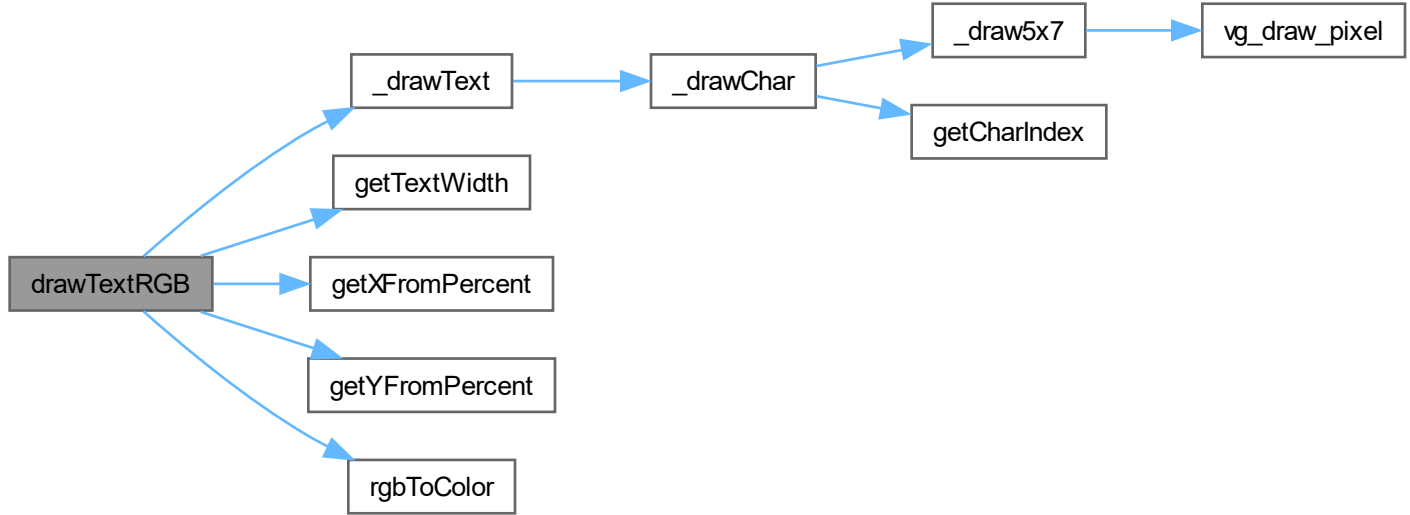 drawTextRGB
_drawText
getTextWidth
getXFromPercent
getYFromPercent
rgbToColor
_drawChar
_draw5x7
getCharIndex
vg_draw_pixel